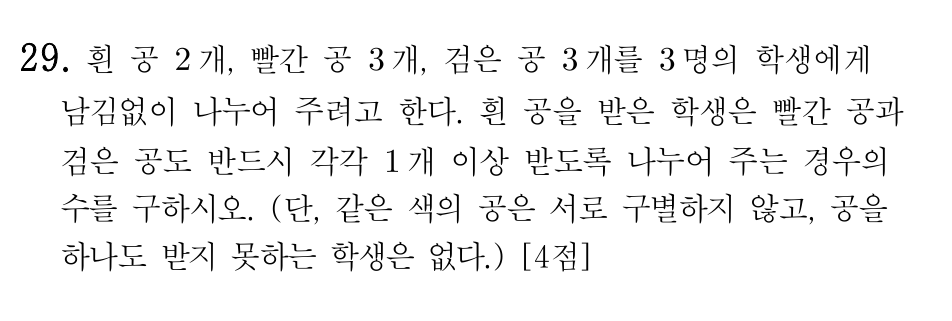 29. 흰 공 2개, 빨간 공 3개, 검은 공 3개를 3명의 학생에게
남김없이 나누어 주려고 한다. 흰 공을 받은 학생은 빨간 공과
검은 공도 반드시 각각 1개 이상 받도록 나누어 주는 경우의
수를 구하시오. (단, 같은 색의 공은 서로 구별하지 않고, 공을
하나도 받지 못하는 학생은 없다.) [4점]